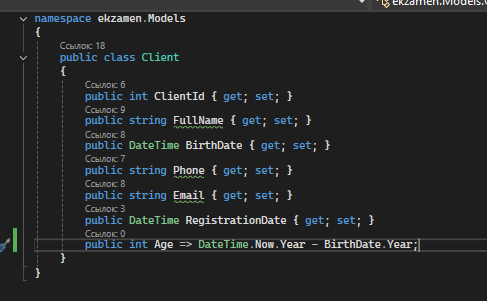 ekzamen.Models.C
namespace ekzamen.Models
{
Ссылок: 18
public class Client
{
Ссылок: 6
public int ClientId { get; set; }
Ссылок: 9
public string FullName { get; set; }
Ссылок: 8
public DateTime BirthDate { get; set; }
Ссылок: 7
public string Phone { get; set; }
Ссылок: 8
public string Email { get; set; }
Ссылок: 3
public DateTime RegistrationDate { get; set; }
Ссылок: 0
public int Age => DateTime.Now.Year - BirthDate.Year;
}
}